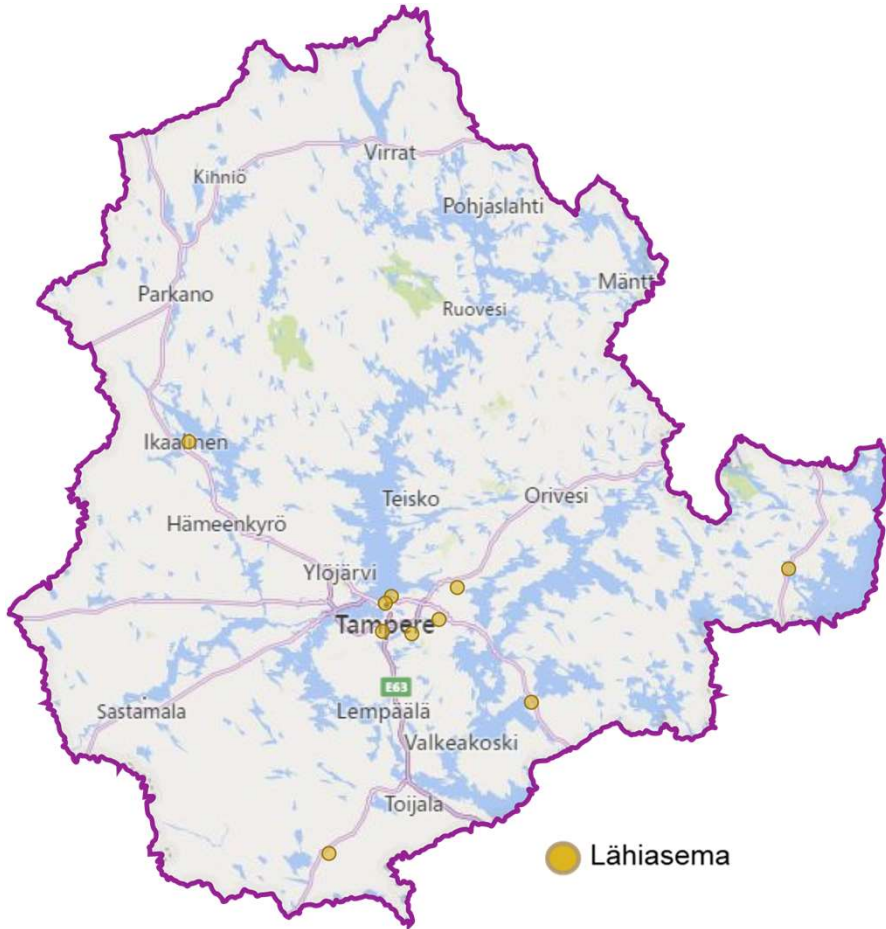 Virrat
Kihniö
Pohjaslahti
Mäntt
Parkano
Ruovesi
Ikaalinen
Teisko
Orivesi
Hämeenkyrö
Ylöjärvi
Tampere
E63
Sastamala
Lempäälä
Valkeakoski
Toijala
Lähiasema